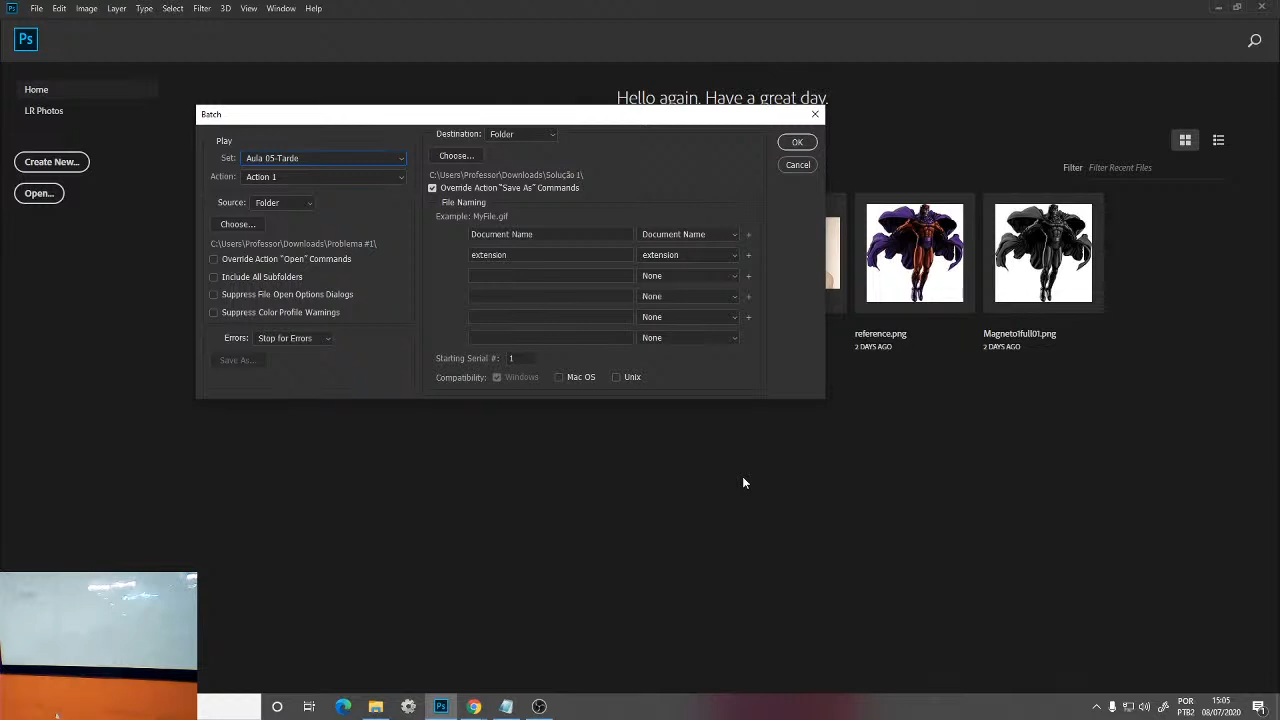 Ps File Edit Image Layer Type Select Filter 3D View Window Help
Ps
Home
LR Photos
Create New...
Open...
Hello again. Have a great day.
Filter Filter Recent Files
reference.png
2 DAYS AGO
Magneto1full01.png
2 DAYS AGO
Batch
Play
Set: Aula 05-Tarde
Action: Action 1
Source: Folder
Choose...
C:\Users\Professor\Downloads\Problema #1\
Override Action "Open" Commands
Include All Subfolders
Suppress File Open Options Dialogs
Suppress Color Profile Warnings
Errors: Stop for Errors
Save As...
Destination: Folder
Choose...
C:\Users\Professor\Downloads\Solução 1\
Override Action "Save As" Commands
File Naming
Example: MyFile.gif
Document Name Document Name +
extension extension +
None +
None +
None +
None
Starting Serial #: 1
Compatibility: Windows Mac OS Unix
OK
Cancel
Ps
POR 15:05
PTB2 08/07/2020